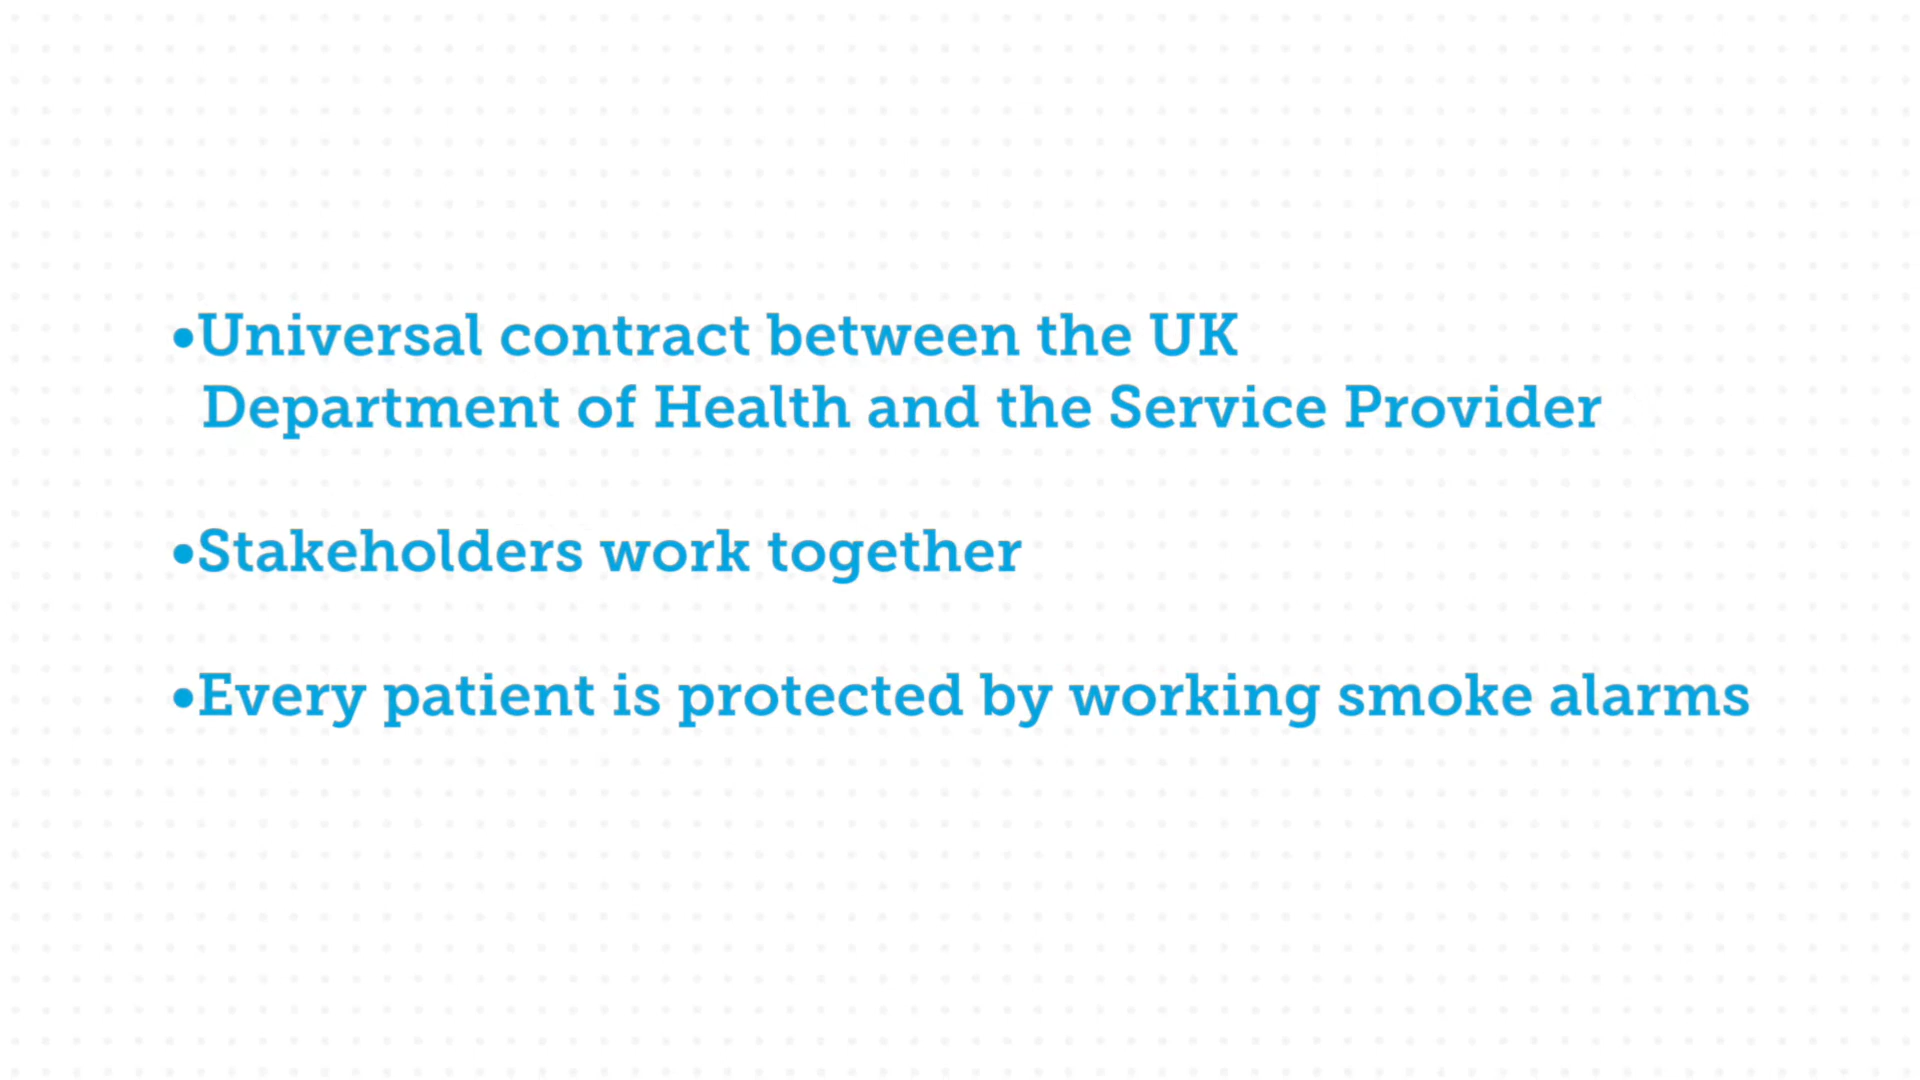 •Universal contract between the UK
Department of Health and the Service Provider
•Stakeholders work together
•Every patient is protected by working smoke alarms